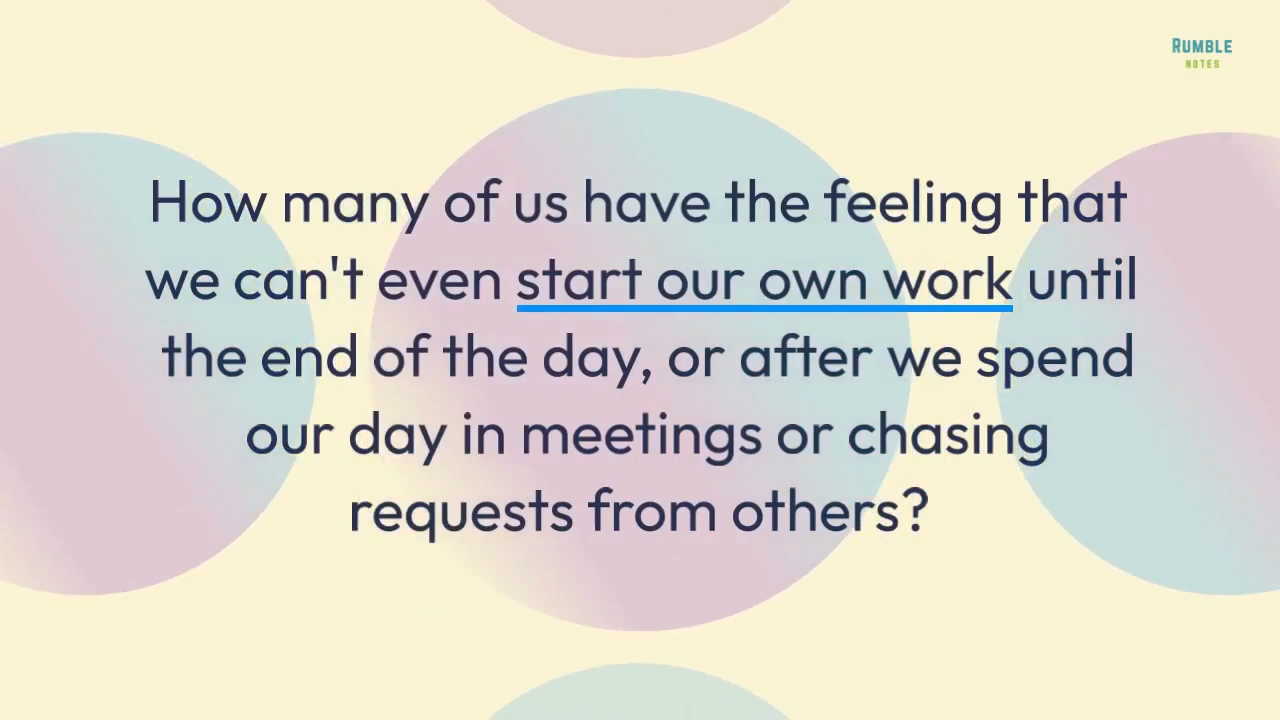 RUMBLE
NOTES
How many of us have the feeling that
we can't even start our own work until
the end of the day, or after we spend
our day in meetings or chasing
requests from others?